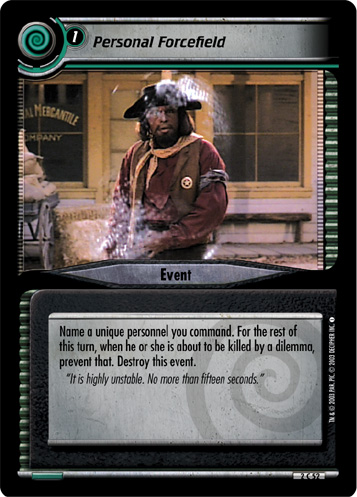 1 Personal Forcefield
MERCANTILE
COMPANY
Event
Name a unique personnel you command. For the rest of
this turn, when he or she is about to be killed by a dilemma,
prevent that. Destroy this event.
"It is highly unstable. No more than fifteen seconds."
TM & © 2003 PAR. PIC. © 2003 DECIPHER INC.
2 C 52